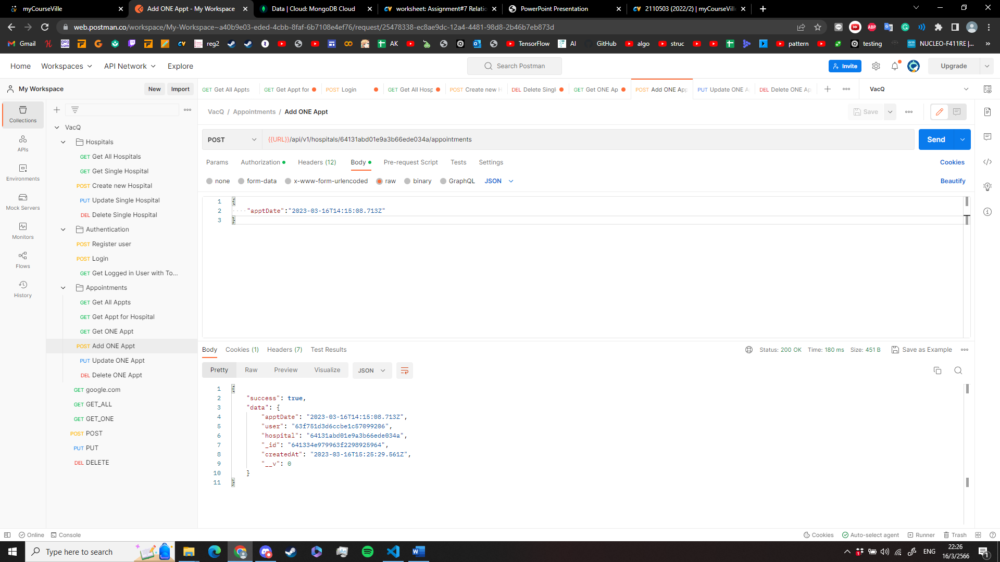 myCourseVille
Add ONE Appt - My Workspace
Data | Cloud: MongoDB Cloud
worksheet: Assignment#7 Relatio
PowerPoint Presentation
2110503 (2022/2) | myCourseVille
web.postman.co/workspace/My-Workspace~a40b9e03-eded-4cbb-8faf-6b7108e4ef76/request/25478338-ec8ae9dc-12a4-4481-98d8-2b46b7eb873d
Gmail reg2 AK TensorFlow AI GitHub algo struc pattern testing NUCLEO-F411RE |... »
Home Workspaces API Network Explore
Search Postman
Invite Upgrade
My Workspace New Import
GET Get All Appts GET Get Appt for POST Login GET Get All Hosp POST Create new H DEL Delete Singl GET Get ONE Ap POST Add ONE App PUT Update ONE A DEL Delete ONE Ap VacQ
VacQ / Appointments / Add ONE Appt
Save
POST {{URL}}/api/v1/hospitals/64131abd01e9a3b66ede034a/appointments Send
Params Authorization Headers (12) Body Pre-request Script Tests Settings Cookies
none form-data x-www-form-urlencoded raw binary GraphQL JSON Beautify
1 {
2 "apptDate":"2023-03-16T14:15:08.713Z"
3 }
Collections
APIs
Environments
Mock Servers
Monitors
Flows
History
VacQ
Hospitals
GET Get All Hospitals
GET Get Single Hospital
POST Create new Hospital
PUT Update Single Hospital
DEL Delete Single Hospital
Authentication
POST Register user
POST Login
GET Get Logged in User with To...
Appointments
GET Get All Appts
GET Get Appt for Hospital
GET Get ONE Appt
POST Add ONE Appt
PUT Update ONE Appt
DEL Delete ONE Appt
GET google.com
GET GET_ALL
GET GET_ONE
POST POST
PUT PUT
DEL DELETE
Body Cookies (1) Headers (7) Test Results
Status: 200 OK Time: 180 ms Size: 451 B Save as Example
Pretty Raw Preview Visualize JSON
1 {
2 "success": true,
3 "data": {
4 "apptDate": "2023-03-16T14:15:08.713Z",
5 "user": "63f751d3d6ccbe1c57099206",
6 "hospital": "64131abd01e9a3b66ede034a",
7 "_id": "641334e979963f2298925964",
8 "createdAt": "2023-03-16T15:25:29.561Z",
9 "__v": 0
10 }
11 }
Online Console
Cookies Auto-select agent Runner Trash
Type here to search
ENG
22:26
16/3/2566
1